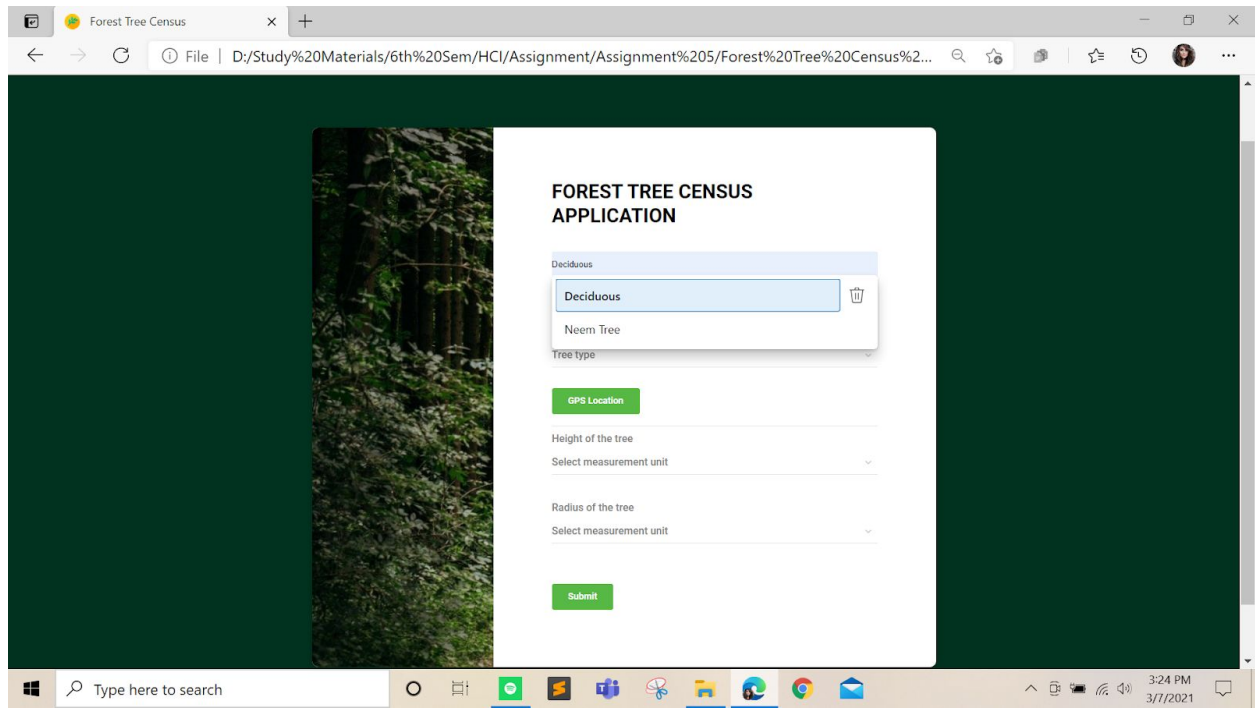 Forest Tree Census
File | D:/Study%20Materials/6th%20Sem/HCI/Assignment/Assignment%205/Forest%20Tree%20Census%2...
FOREST TREE CENSUS
APPLICATION
Deciduous
Deciduous
Neem Tree
Tree type
GPS Location
Height of the tree
Select measurement unit
Radius of the tree
Select measurement unit
Submit
Type here to search
3:24 PM
3/7/2021